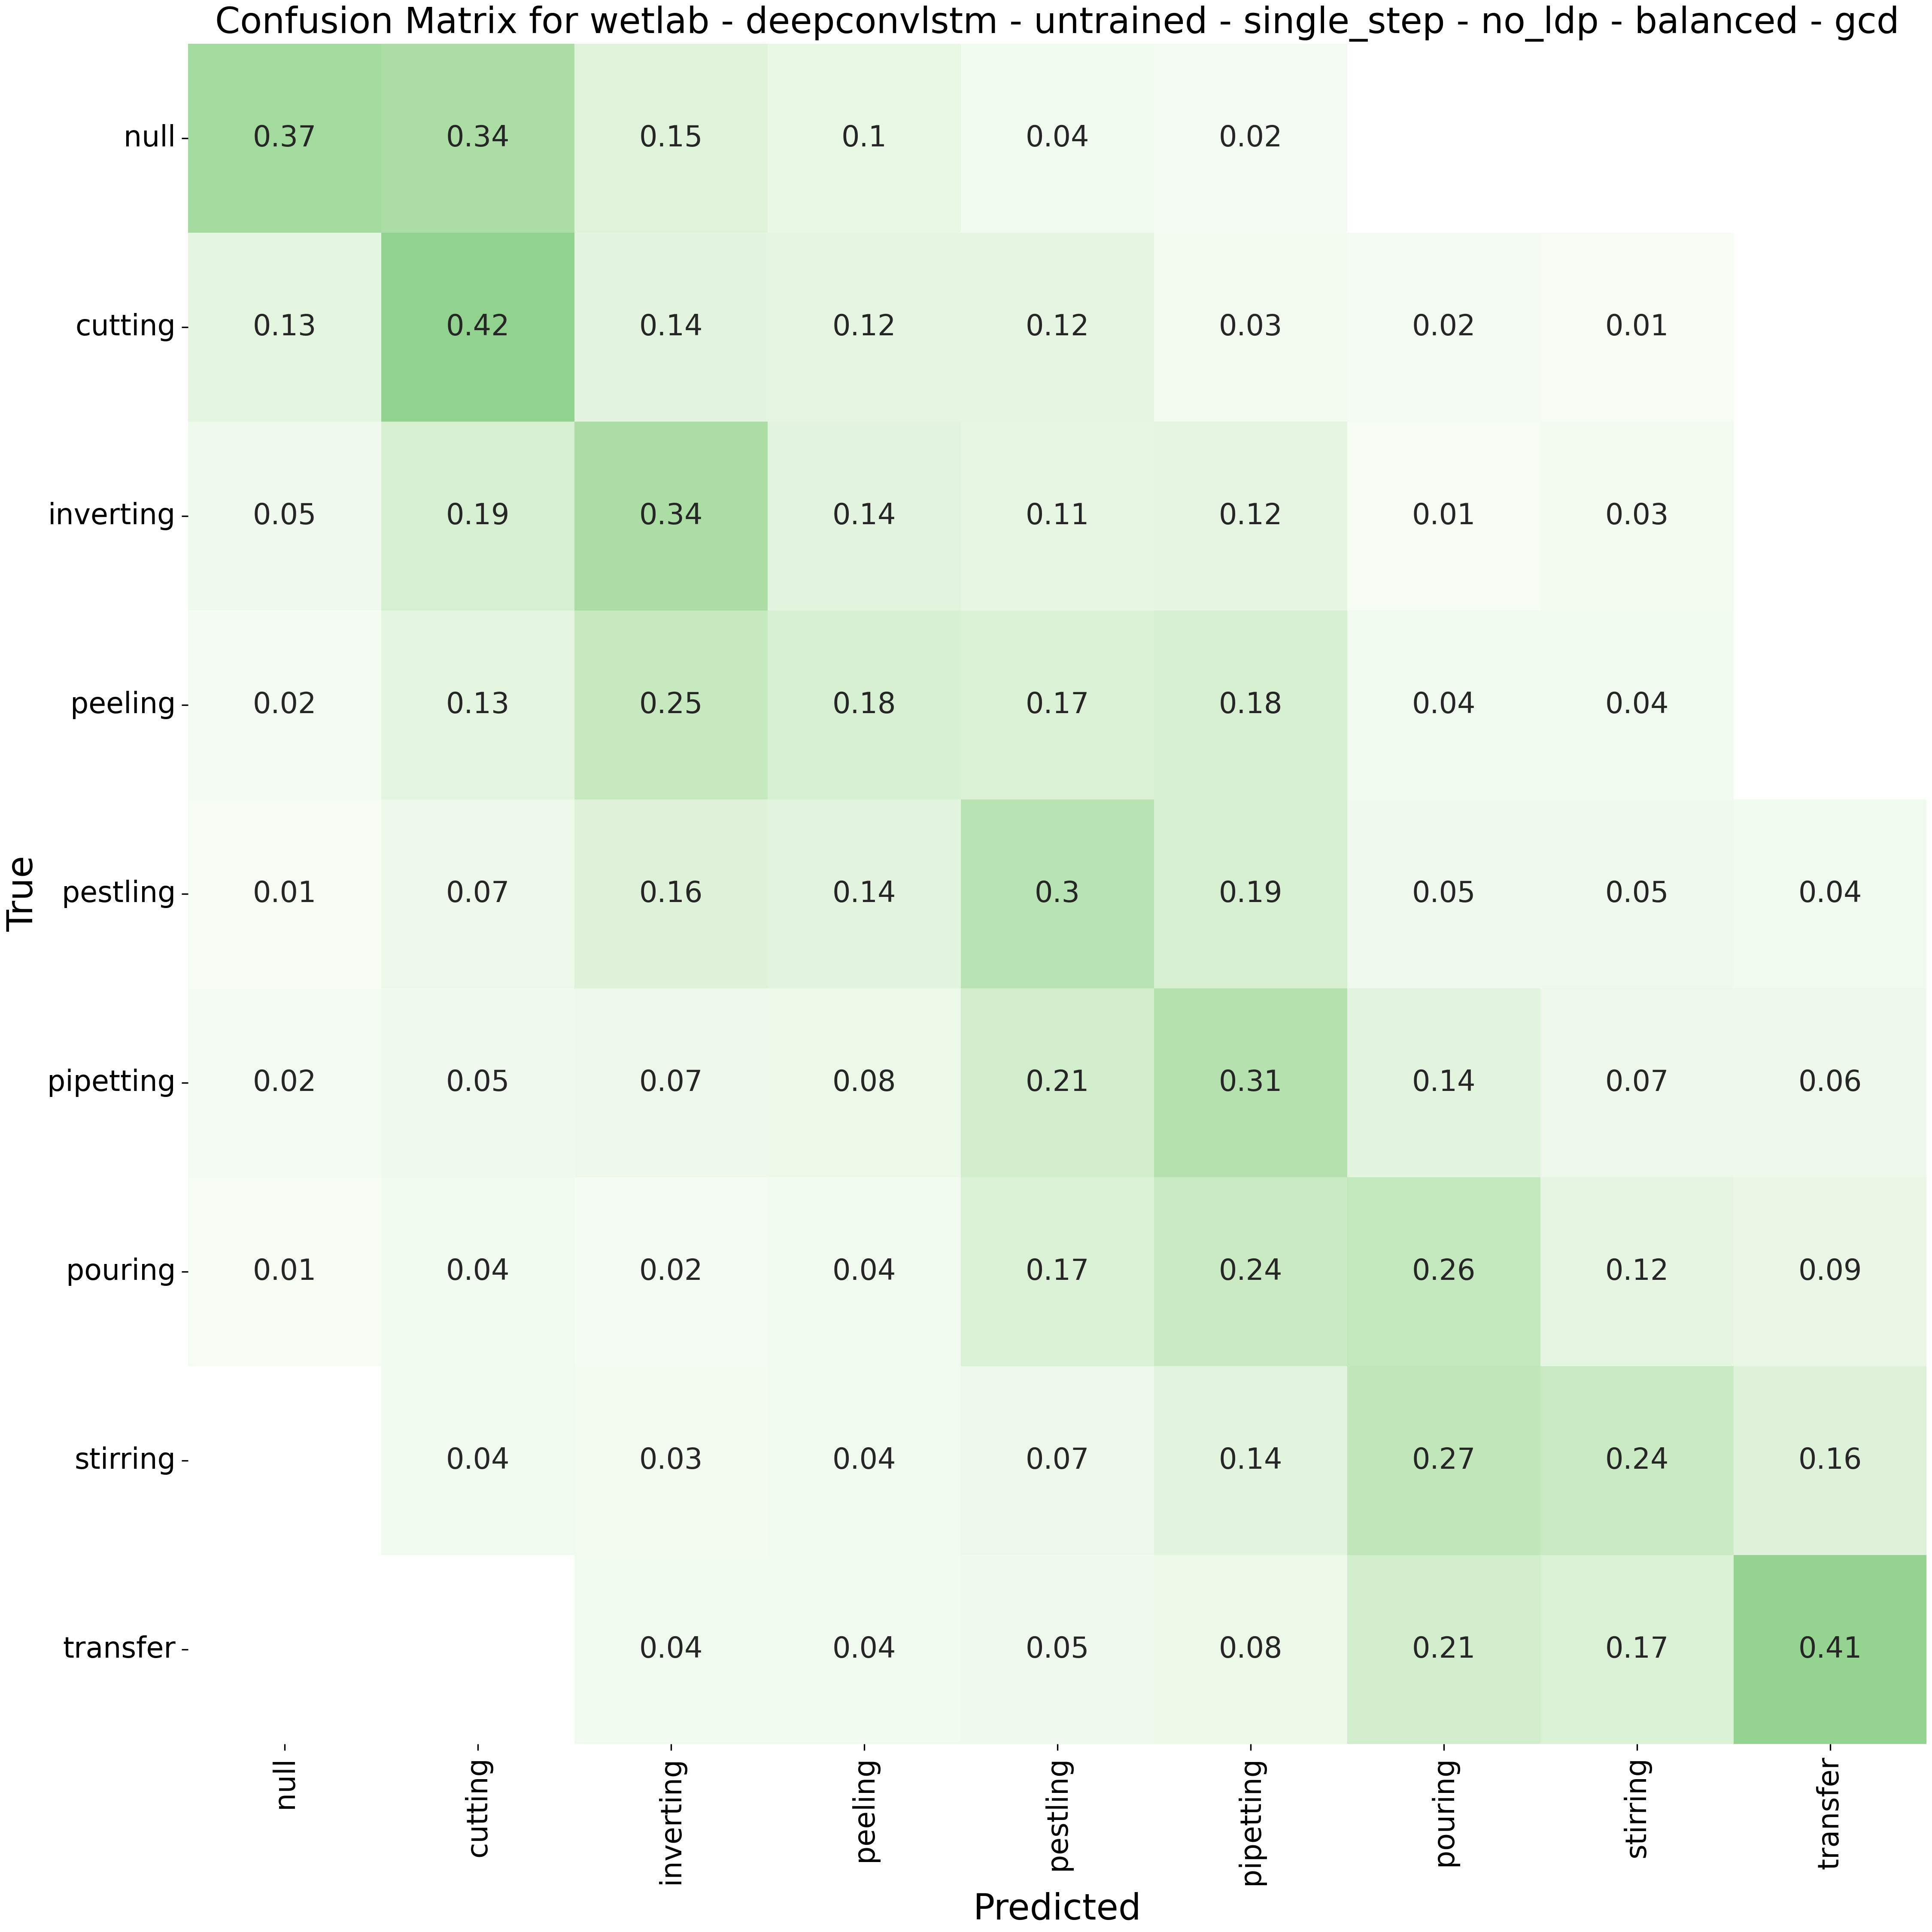 Confusion Matrix for wetlab - deepconvlstm - untrained - single_step - no_ldp - balanced - gcd
null 0.37 0.34 0.15 0.1 0.04 0.02
cutting 0.13 0.42 0.14 0.12 0.12 0.03 0.02 0.01
inverting 0.05 0.19 0.34 0.14 0.11 0.12 0.01 0.03
peeling 0.02 0.13 0.25 0.18 0.17 0.18 0.04 0.04
pestling 0.01 0.07 0.16 0.14 0.3 0.19 0.05 0.05 0.04
pipetting 0.02 0.05 0.07 0.08 0.21 0.31 0.14 0.07 0.06
pouring 0.01 0.04 0.02 0.04 0.17 0.24 0.26 0.12 0.09
stirring 0.04 0.03 0.04 0.07 0.14 0.27 0.24 0.16
transfer 0.04 0.04 0.05 0.08 0.21 0.17 0.41
True
null cutting inverting peeling pestling pipetting pouring stirring transfer
Predicted